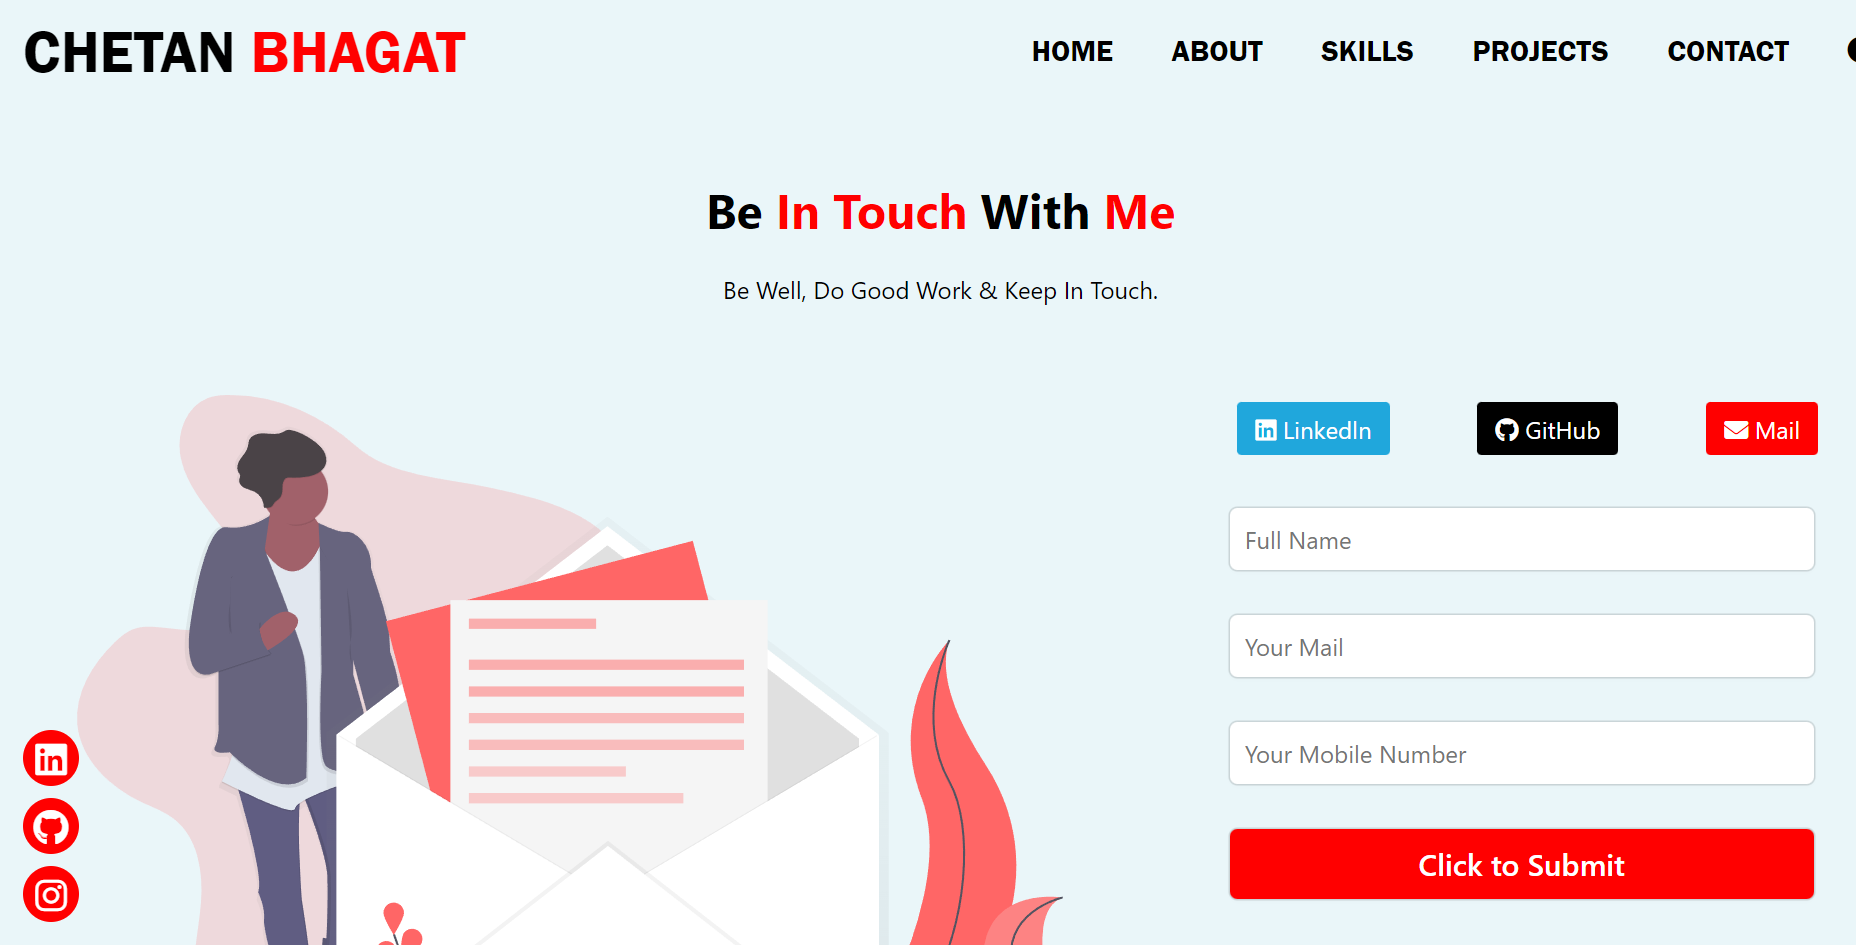 CHETAN BHAGAT
HOME ABOUT SKILLS PROJECTS CONTACT
Be In Touch With Me
Be Well, Do Good Work & Keep In Touch.
LinkedIn GitHub Mail
Full Name
Your Mail
Your Mobile Number
Click to Submit